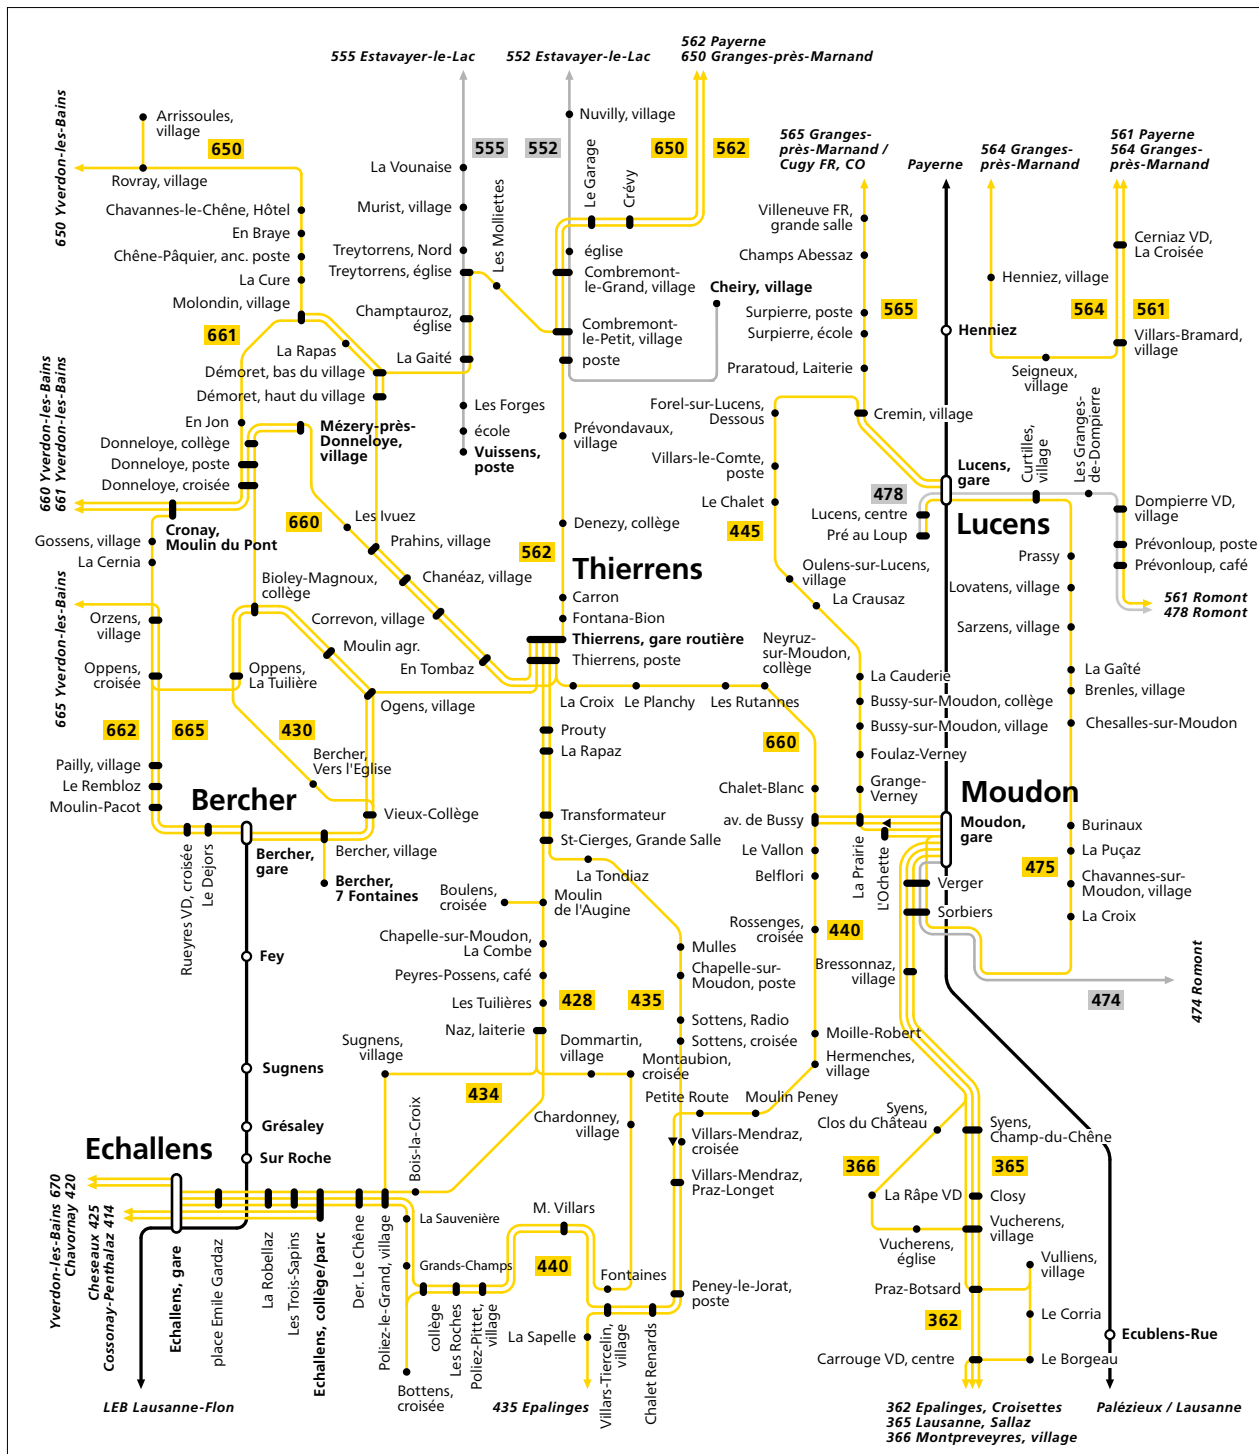 555 Estavayer-le-Lac
552 Estavayer-le-Lac
562 Payerne
650 Granges-près-Marnand
565 Granges-
près-Marnand /
Cugy FR, CO
Payerne
564 Granges-
près-Marnand
561 Payerne
564 Granges-
près-Marnand
650 Yverdon-les-Bains
Arrissoules,
village
650
Rovray, village
Chavannes-le-Chêne, Hôtel
En Braye
Chêne-Pâquier, anc. poste
La Cure
Molondin, village
661
La Rapas
Démoret, bas du village
Démoret, haut du village
555
La Vounaise
Murist, village
Treytorrens, Nord
Treytorrens, église
Champtauroz,
église
La Gaité
Les Forges
école
Vuissens,
poste
Les Molliettes
Nuvilly, village
552
650
562
Le Garage
Crévy
église
Combremont-
le-Grand, village
Cheiry, village
Combremont-
le-Petit, village
poste
Prévondavaux,
village
Denezy, collège
562
Thierrens
Carron
Fontana-Bion
Thierrens, gare routière
Thierrens, poste
Villeneuve FR,
grande salle
Champs Abessaz
565
Surpierre, poste
Surpierre, école
Praratoud, Laiterie
Cremin, village
Forel-sur-Lucens,
Dessous
Villars-le-Comte,
poste
Le Chalet
445
Oulens-sur-Lucens,
village
La Crausaz
Henniez
Henniez, village
564
561
Seigneux,
village
Cerniaz VD,
La Croisée
Villars-Bramard,
village
Lucens,
gare
Lucens
478
Lucens, centre
Pré au Loup
Curtilles,
village
Les Granges-
de-Dompierre
Dompierre VD,
village
Prévonloup, poste
Prévonloup, café
561 Romont
478 Romont
Prassy
Lovatens, village
Sarzens, village
La Gaîté
Brenles, village
Chesalles-sur-Moudon
Burinaux
La Puçaz
Chavannes-sur-
Moudon, village
La Croix
475
474
474 Romont
660 Yverdon-les-Bains
661 Yverdon-les-Bains
En Jon
Donneloye, collège
Donneloye, poste
Donneloye, croisée
Mézery-près-
Donneloye,
village
Cronay,
Moulin du Pont
Gossens, village
La Cernia
660
Les Ivuez
Prahins, village
Chanéaz, village
Correvon, village
En Tombaz
665 Yverdon-les-Bains
Bioley-Magnoux,
collège
Moulin agr.
Orzens,
village
Oppens,
croisée
Oppens,
La Tuilière
Ogens, village
662
665
430
Pailly, village
Le Rembloz
Moulin-Pacot
Bercher
Bercher,
Vers l'Eglise
Vieux-Collège
Bercher, village
Bercher,
gare
Bercher,
7 Fontaines
Rueyres VD, croisée
Le Dejors
Fey
Sugnens
Grésaley
Sur Roche
La Croix
Le Planchy
Les Rutannes
Neyruz-
sur-Moudon,
collège
660
Chalet-Blanc
av. de Bussy
Le Vallon
Belflori
Rossenges,
croisée
440
Moille-Robert
Hermenches,
village
Moulin Peney
Petite Route
La Cauderie
Bussy-sur-Moudon, collège
Bussy-sur-Moudon, village
Foulaz-Verney
Grange-
Verney
La Prairie
L'Ochette
Moudon
Moudon,
gare
Verger
Sorbiers
Bressonnaz,
village
Prouty
La Rapaz
Transformateur
St-Cierges, Grande Salle
La Tondiaz
Boulens,
croisée
Moulin
de l'Augine
Chapelle-sur-Moudon,
La Combe
Peyres-Possens, café
Les Tuilières
428
Naz, laiterie
435
Mulles
Chapelle-sur-
Moudon, poste
Sottens, Radio
Sottens, croisée
Sugnens,
village
434
Dommartin,
village
Montaubion,
croisée
Chardonney,
village
Villars-Mendraz,
croisée
Villars-Mendraz,
Praz-Longet
Peney-le-Jorat,
poste
Echallens
Yverdon-les-Bains 670
Chavornay 420
Cheseaux 425
Cossonay-Penthalaz 414
Echallens, gare
place Emile Gardaz
La Robellaz
Les Trois-Sapins
Echallens, collège/parc
Der. Le Chêne
Poliez-le-Grand, village
Bois-la-Croix
La Sauvenière
Grands-Champs
collège
Les Roches
Poliez-Pittet,
village
Bottens,
croisée
M. Villars
440
Fontaines
La Sapelle
Villars-Tiercelin,
village
Chalet Renards
LEB Lausanne-Flon
435 Epalinges
Syens,
Clos du Château
Syens,
Champ-du-Chêne
366
365
La Râpe VD
Closy
Vucherens,
église
Vucherens,
village
Vulliens,
village
Praz-Botsard
Le Corria
362
Carrouge VD, centre
Le Borgeau
Ecublens-Rue
362 Epalinges, Croisettes
365 Lausanne, Sallaz
366 Montpreveyres, village
Palézieux / Lausanne